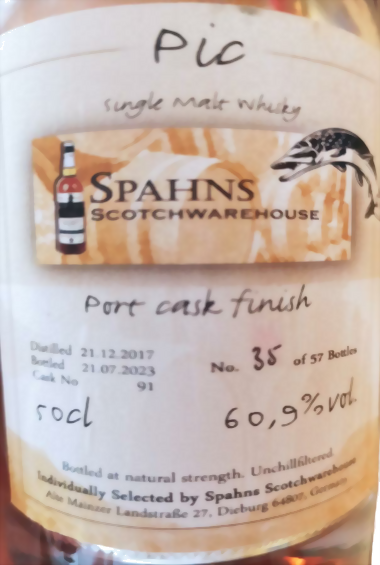 Pic
single Malt Whisky
SPAHNS
SCOTCHWAREHOUSE
Port cask finish
Distilled 21.12.2017
Bottled 21.07.2023
Cask No 91
No. 35 of 57 Bottles
50cl
60,9%vol.
Bottled at natural strength. Unchillfiltered
Individually Selected by Spahns Scotchwarehouse
Alte Mainzer Landstraße 27, Dieburg 64807, Germany